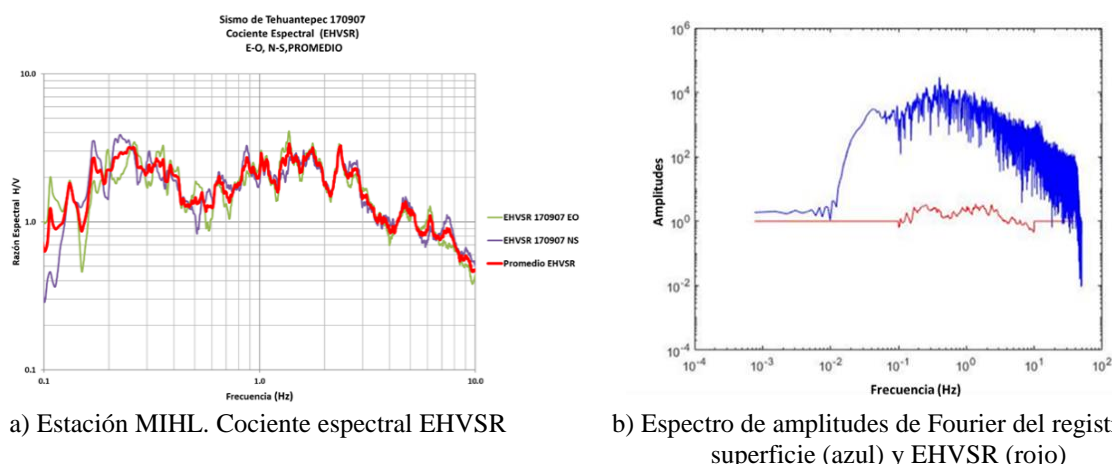 Sismo de Tehuantepec 170907
Cociente Espectral (EHVSR)
E-O, N-S,PROMEDIO
Razón Espectral H/V
10.0
1.0
0.1
0.1
1.0
10.0
Frecuencia (Hz)
EHVSR 170907 EO
EHVSR 170907 NS
Promedio EHVSR
a) Estación MIHL. Cociente espectral EHVSR
Amplitudes
10^6
10^4
10^2
10^0
10^-2
10^-4
10^-4
10^-3
10^-2
10^-1
10^0
10^1
10^2
Frecuencia (Hz)
b) Espectro de amplitudes de Fourier del regist
superficie (azul) y EHVSR (rojo)